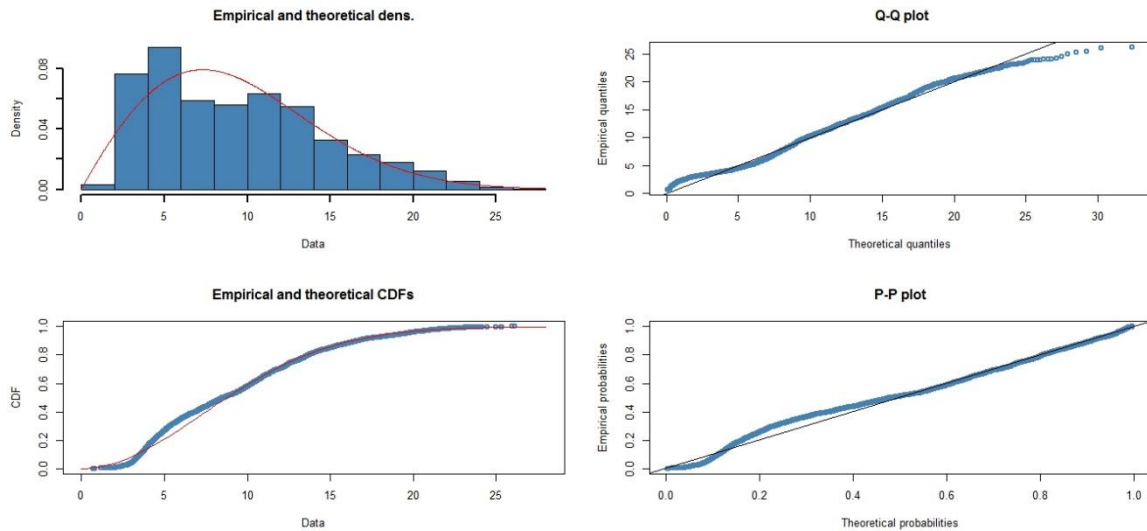 Empirical and theoretical dens.
Density
0.00 0.04 0.08
0 5 10 15 20 25
Data
Q-Q plot
Empirical quantiles
0 5 10 15 20 25
0 5 10 15 20 25 30
Theoretical quantiles
Empirical and theoretical CDFs
CDF
0.0 0.2 0.4 0.6 0.8 1.0
0 5 10 15 20 25
Data
P-P plot
Empirical probabilities
0.0 0.2 0.4 0.6 0.8 1.0
0.0 0.2 0.4 0.6 0.8 1.0
Theoretical probabilities